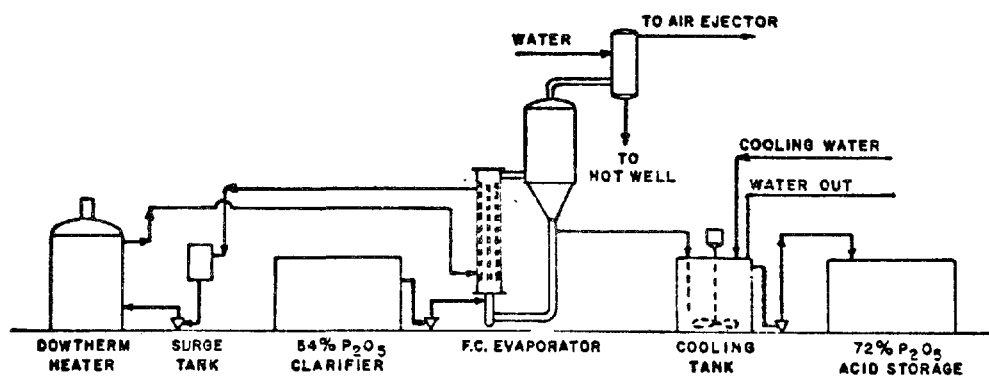 TO AIR EJECTOR
WATER
TO
HOT WELL
COOLING WATER
WATER OUT
DOWTHERM
HEATER
SURGE
TANK
54% P2O5
CLARIFIER
F.C. EVAPORATOR
COOLING
TANK
72% P2O5
ACID STORAGE